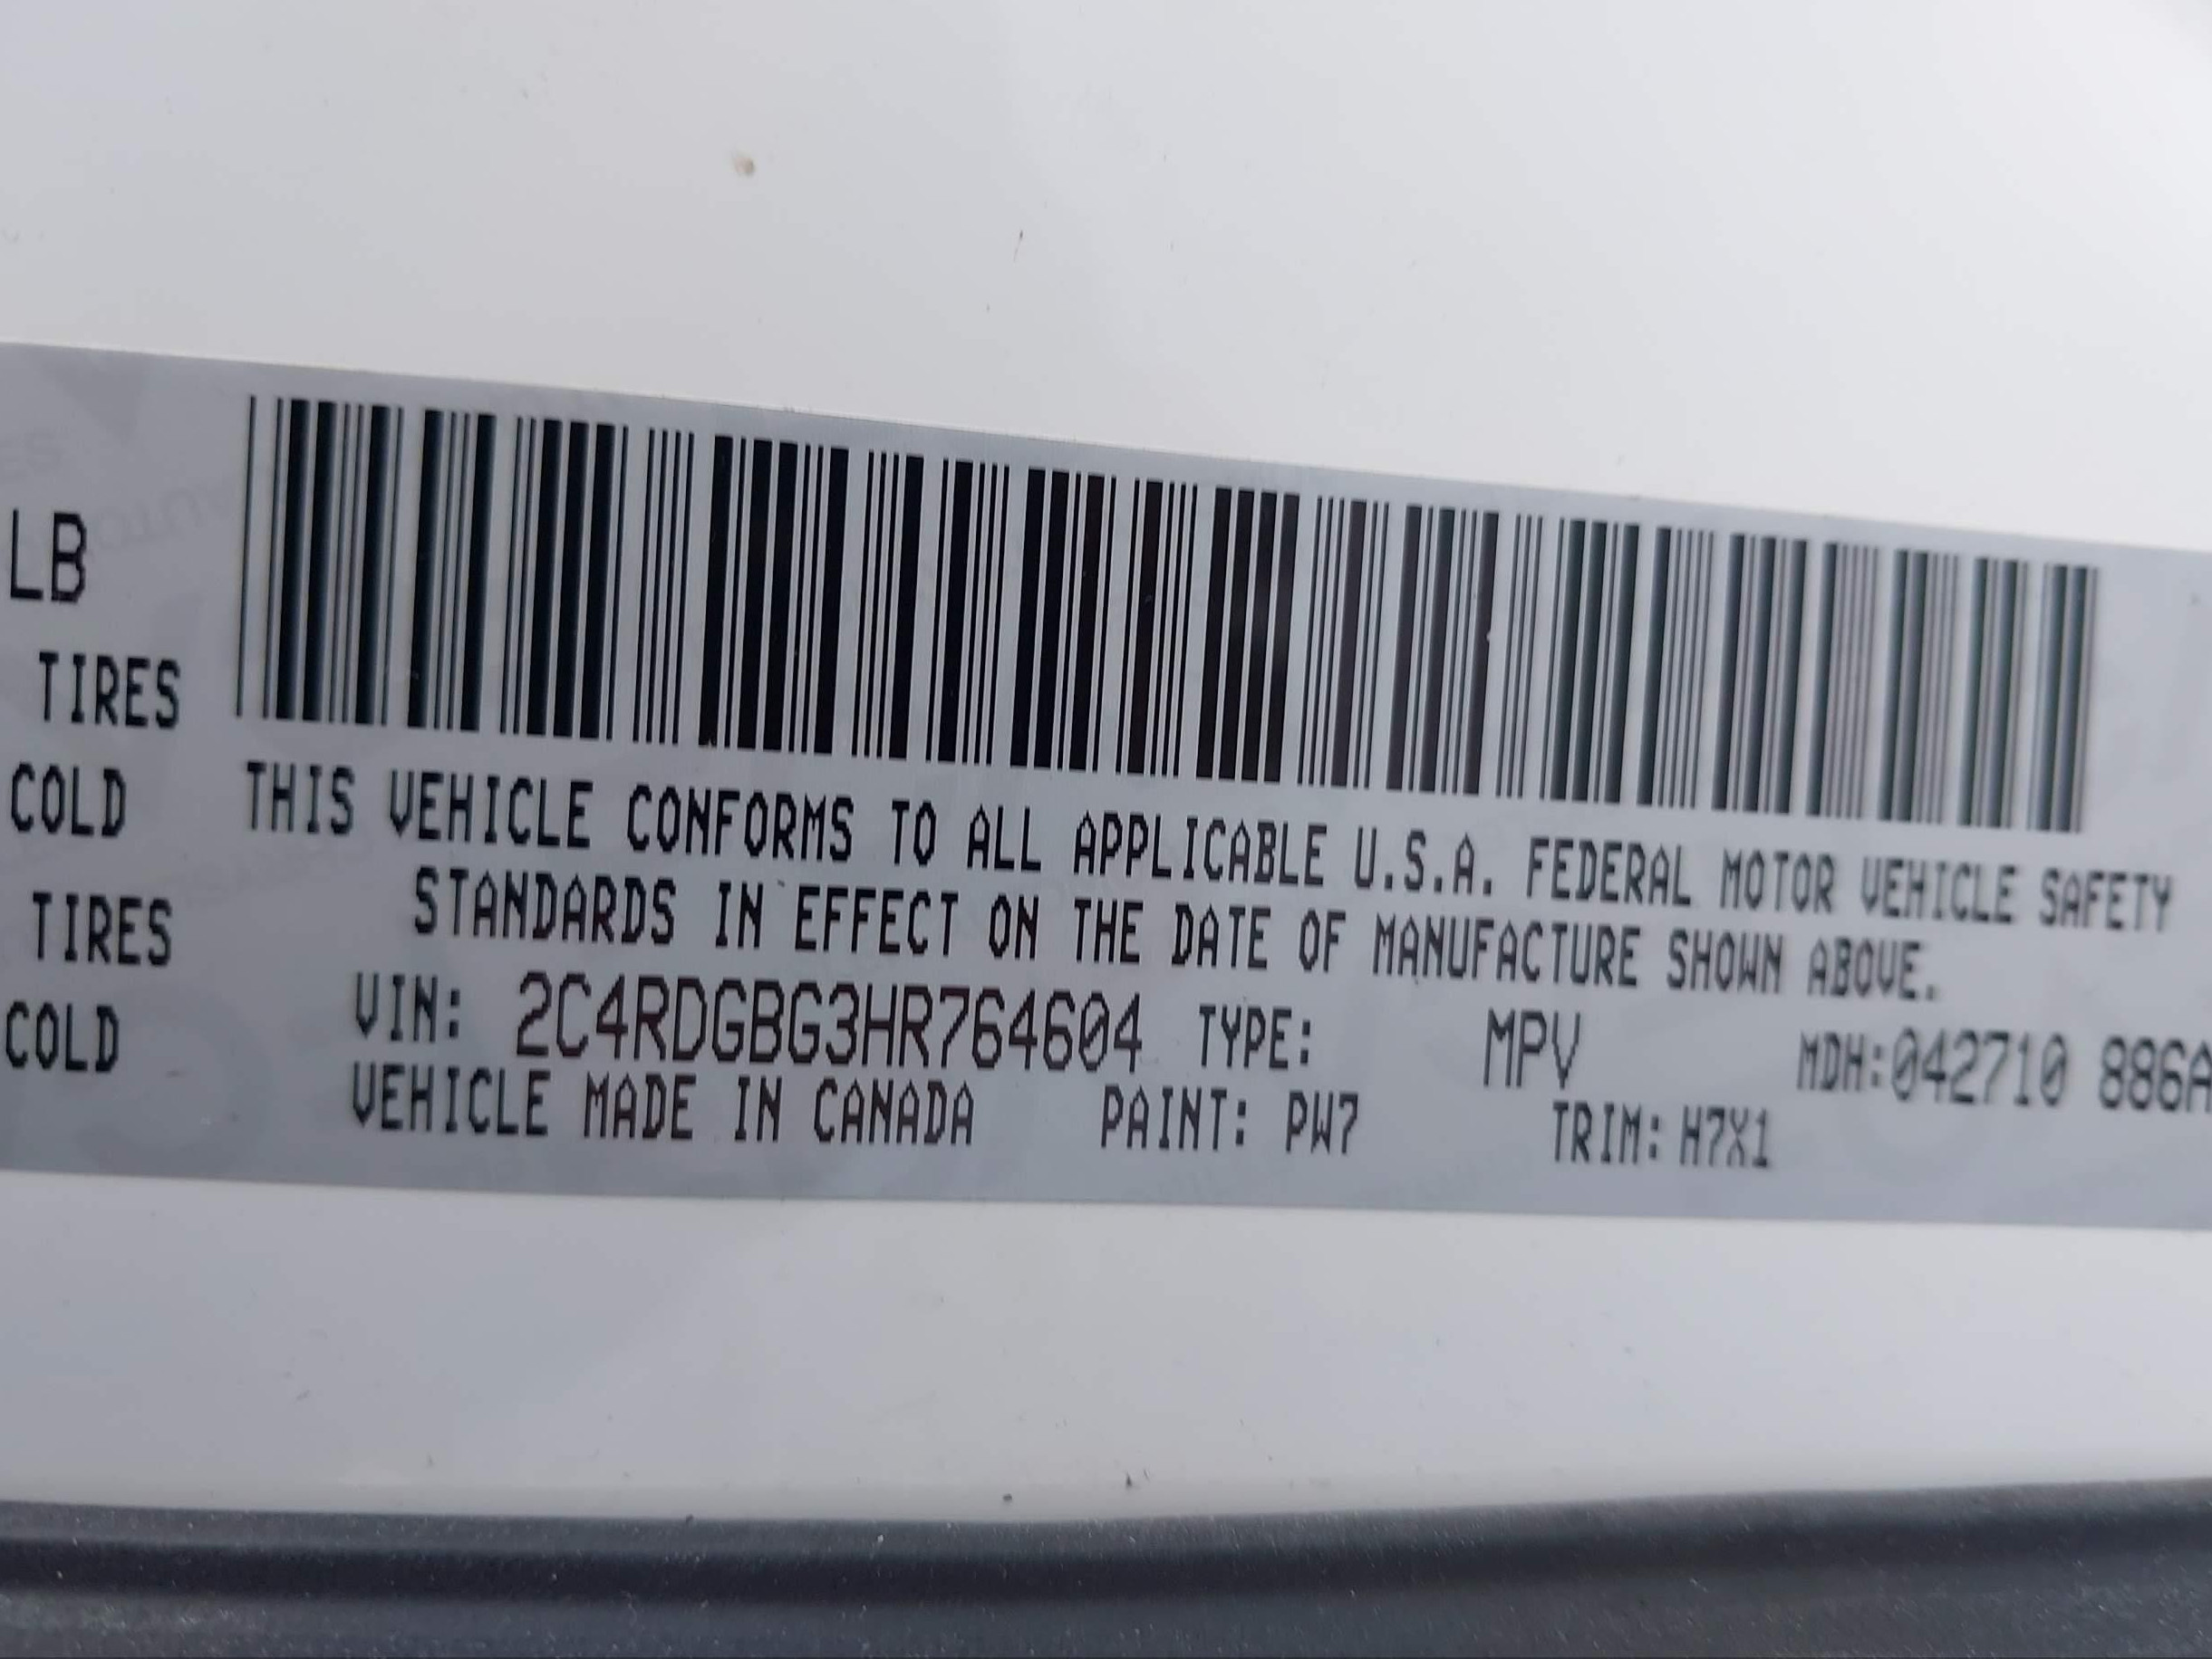 LB
TIRES
COLD
TIRES
COLD
THIS VEHICLE CONFORMS TO ALL APPLICABLE U.S.A. FEDERAL MOTOR VEHICLE SAFETY
STANDARDS IN EFFECT ON THE DATE OF MANUFACTURE SHOWN ABOVE.
VIN: 2C4RDGBG3HR764604 TYPE: MPV MDH:042710 886A
VEHICLE MADE IN CANADA PAINT: PW7 TRIM: H7X1